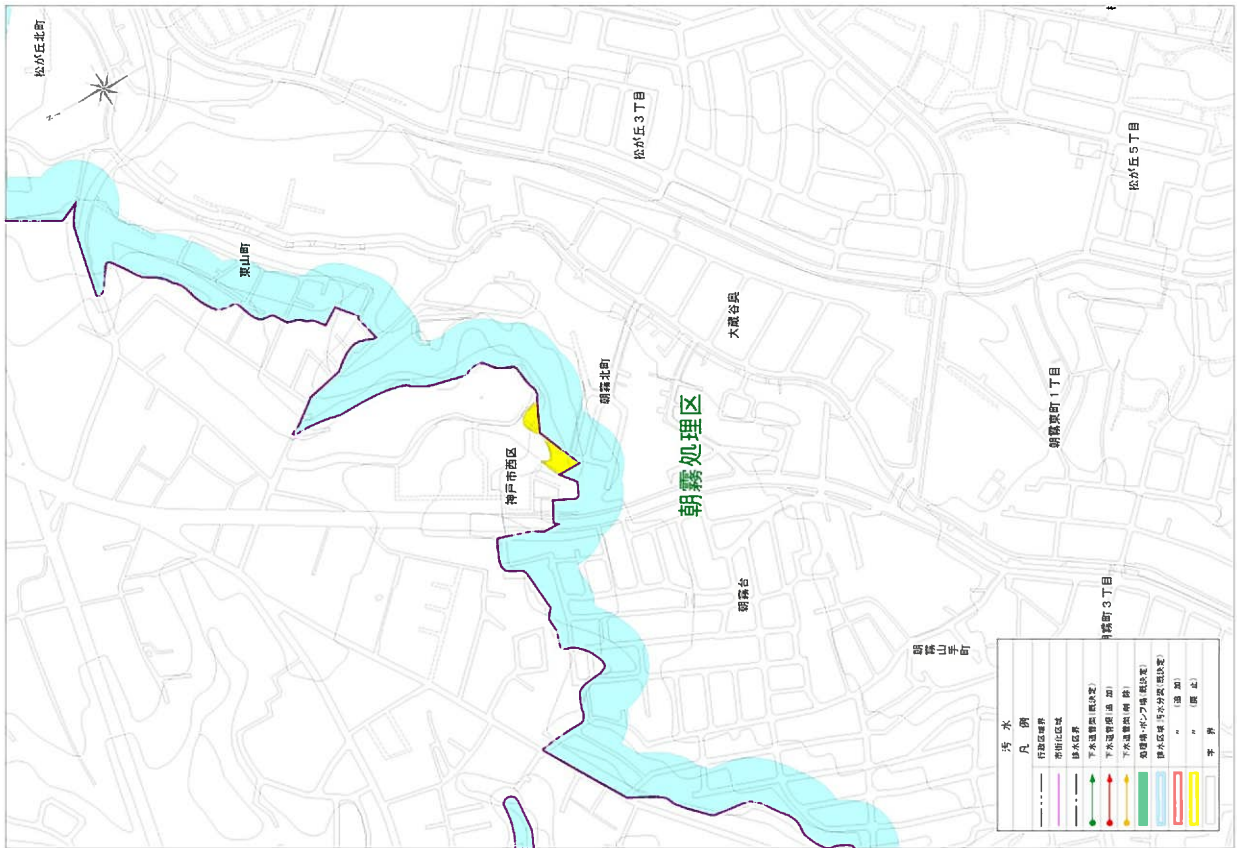 松が丘北町
N
松が丘3丁目
松が丘5丁目
東山町
大蔵谷奥
朝霧北町
朝霧東町1丁目
朝霧処理区
神戸市西区
朝霧台
朝霧町3丁目
朝霧
山手町
汚水
凡例
行政区域界
市街化区域
排水区界
下水道管渠(既決定)
下水道管渠(追加)
下水道管渠(削除)
処理場・ポンプ場(既決定)
排水区域 汚水分流(既決定)
〃 (追加)
〃 (廃止)
字界